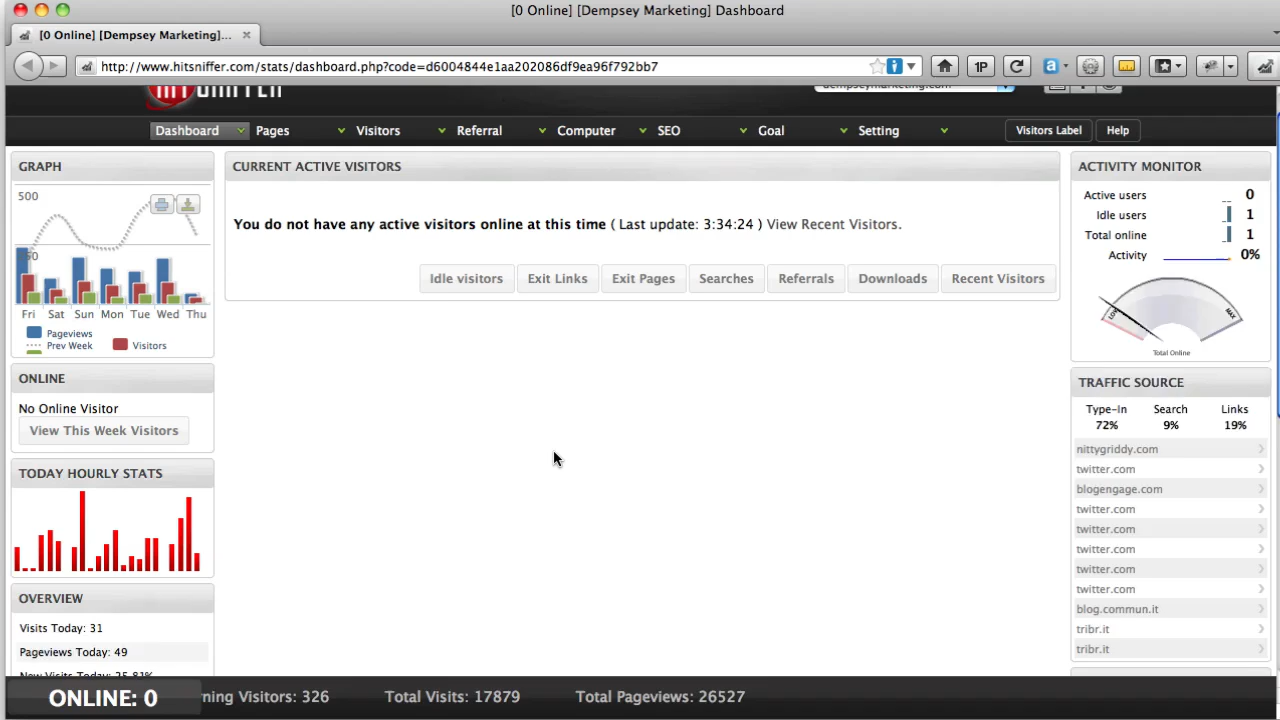 [0 Online] [Dempsey Marketing] Dashboard
[0 Online] [Dempsey Marketing]...
http://www.hitsniffer.com/stats/dashboard.php?code=d6004844e1aa202086df9ea96f792bb7
1P
a
dempseymarketing.com
Dashboard
Pages
Visitors
Referral
Computer
SEO
Goal
Setting
Visitors Label
Help
GRAPH
500
Fri Sat Sun Mon Tue Wed Thu
Pageviews
Prev Week
Visitors
ONLINE
No Online Visitor
View This Week Visitors
TODAY HOURLY STATS
OVERVIEW
Visits Today: 31
Pageviews Today: 49
CURRENT ACTIVE VISITORS
You do not have any active visitors online at this time ( Last update: 3:34:24 ) View Recent Visitors.
Idle visitors
Exit Links
Exit Pages
Searches
Referrals
Downloads
Recent Visitors
ACTIVITY MONITOR
Active users 0
Idle users 1
Total online 1
Activity 0%
LOW
MAX
Total Online
TRAFFIC SOURCE
Type-In Search Links
72% 9% 19%
nittygriddy.com
twitter.com
blogengage.com
twitter.com
twitter.com
twitter.com
twitter.com
twitter.com
blog.commun.it
tribr.it
tribr.it
ONLINE: 0
Visitors: 326
Total Visits: 17879
Total Pageviews: 26527